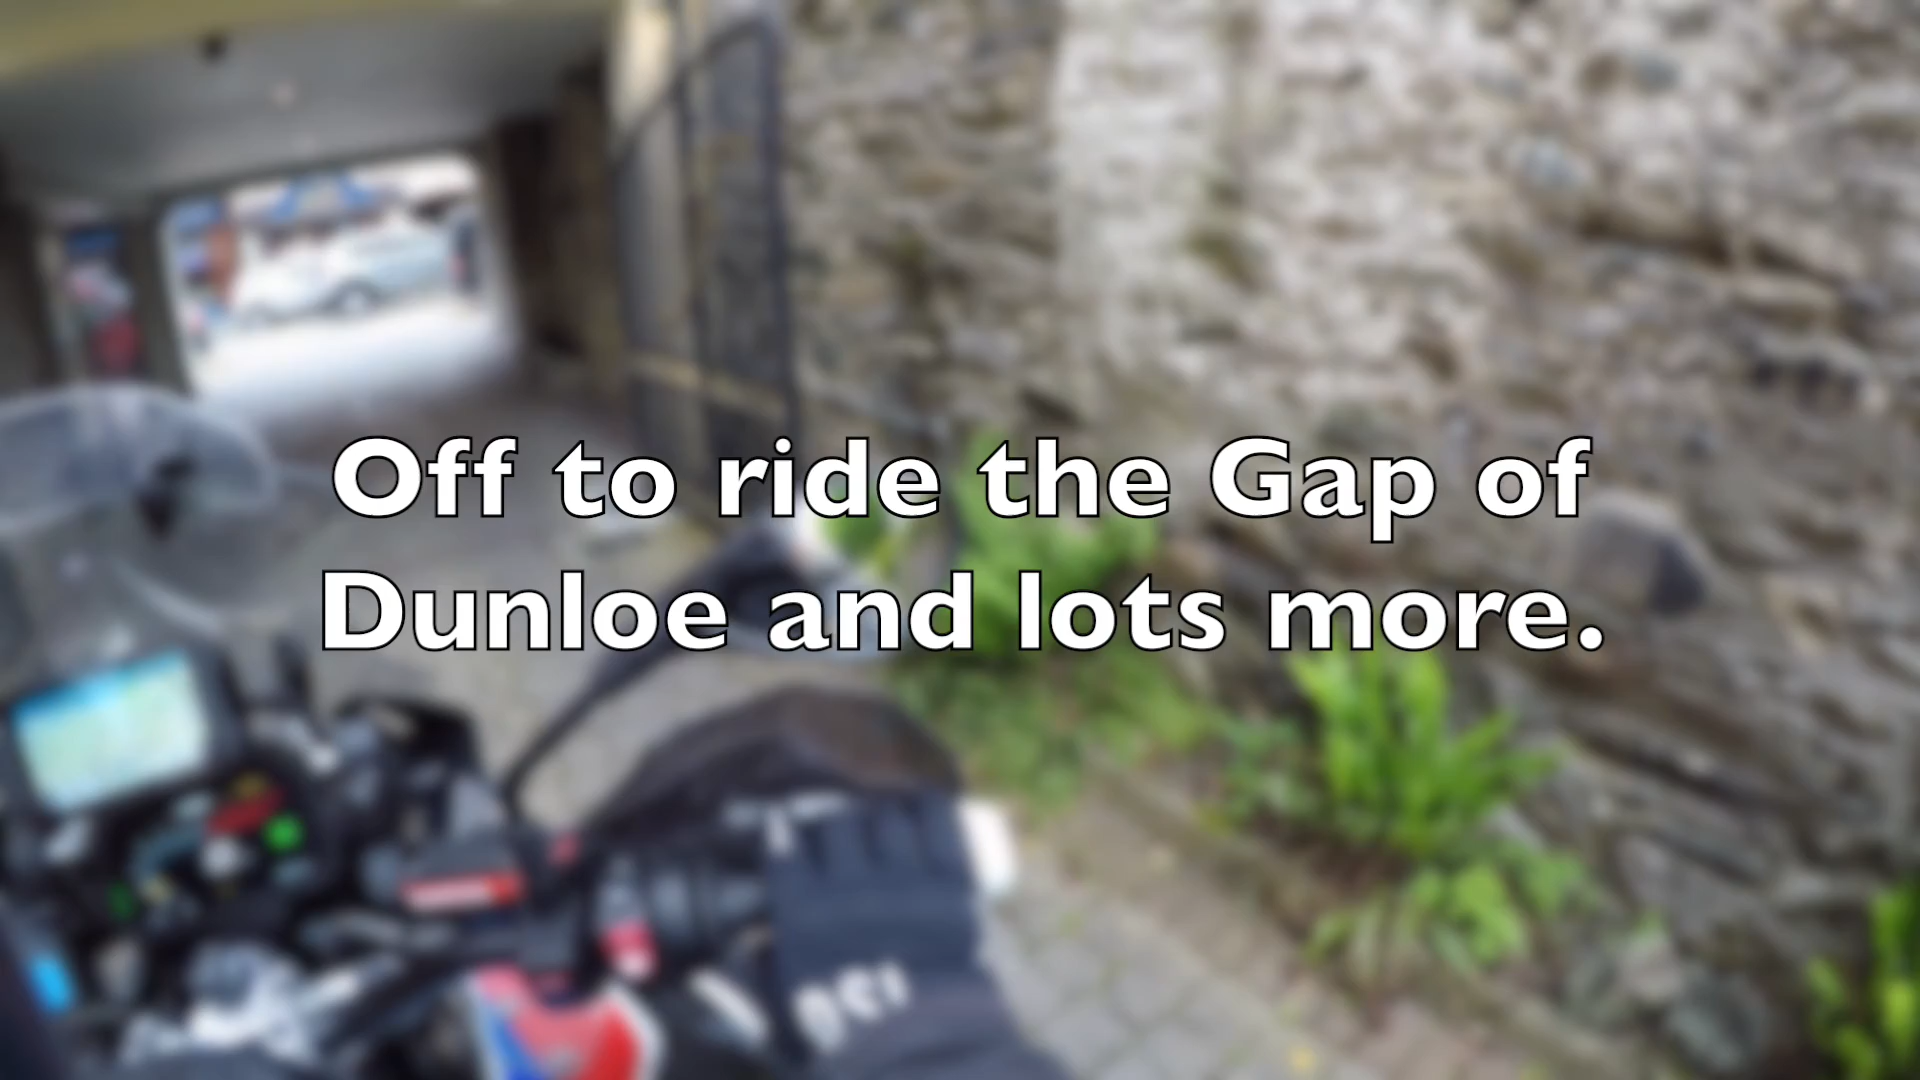 Off to ride the Gap of
Dunloe and lots more.